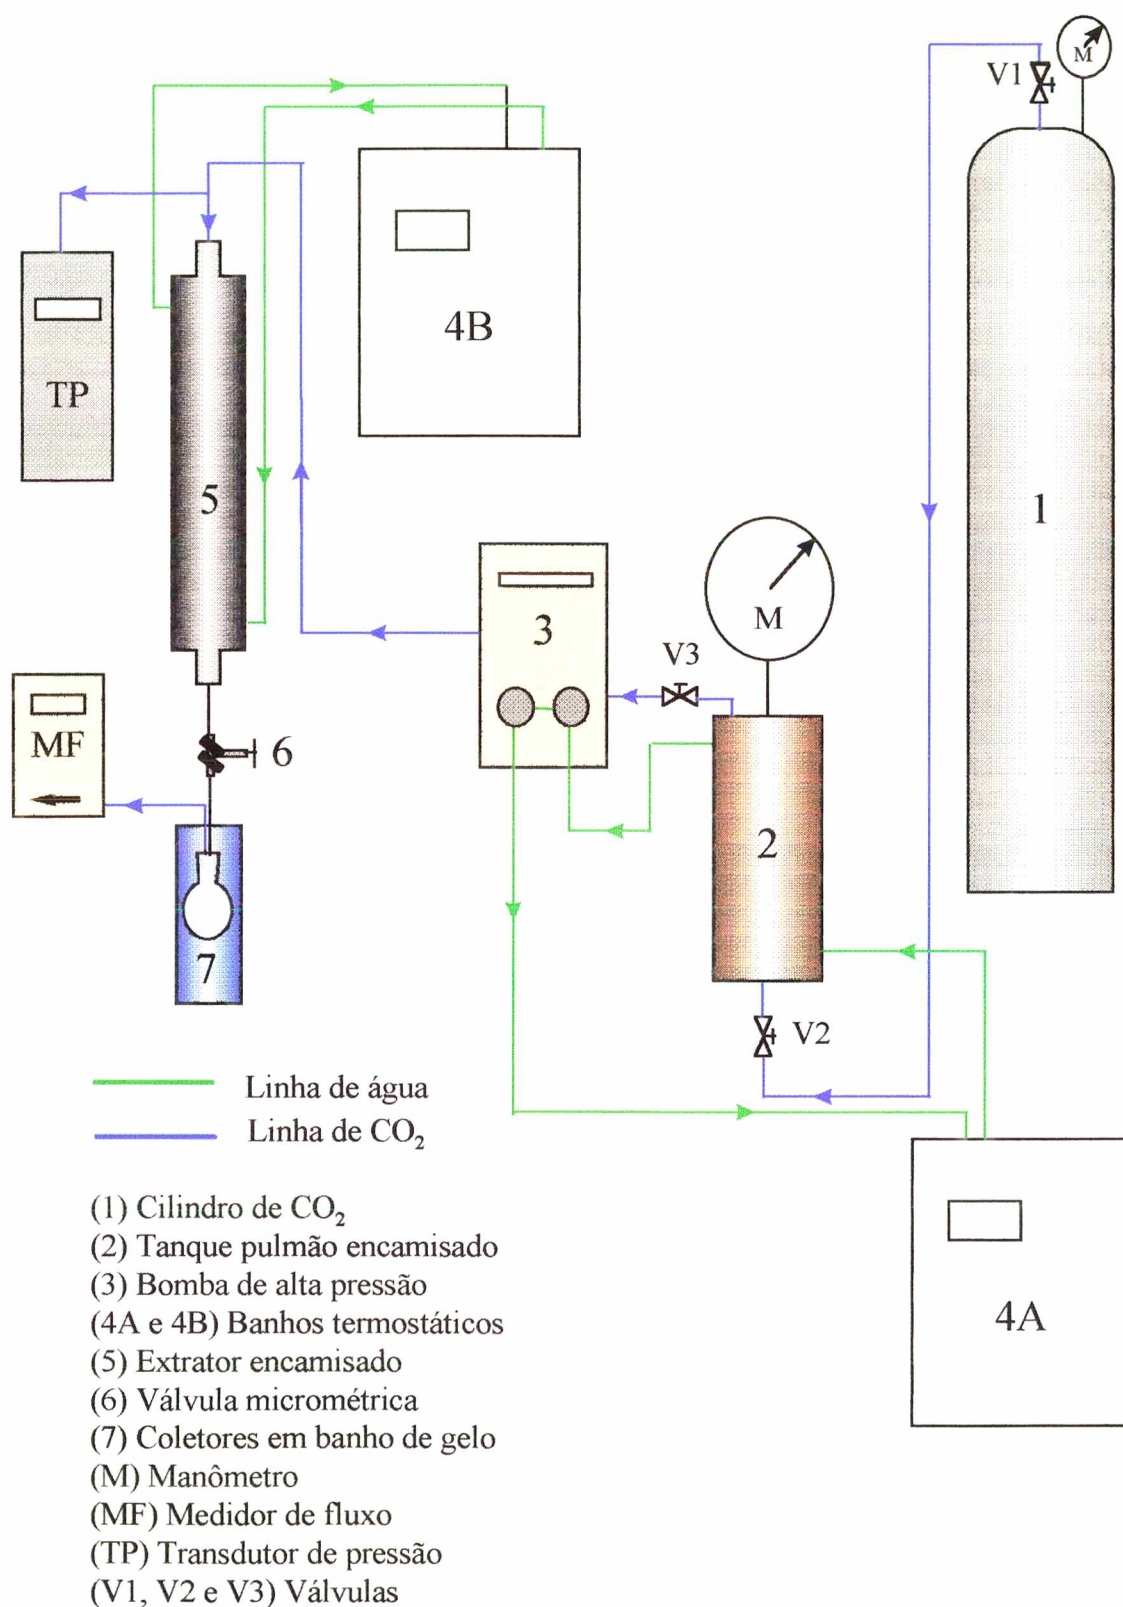 M
V1
4B
TP
5
1
3
M
V3
MF
6
2
7
V2
Linha de água
Linha de CO₂
4A
(1) Cilindro de CO₂
(2) Tanque pulmão encamisado
(3) Bomba de alta pressão
(4A e 4B) Banhos termostáticos
(5) Extrator encamisado
(6) Válvula micrométrica
(7) Coletores em banho de gelo
(M) Manômetro
(MF) Medidor de fluxo
(TP) Transdutor de pressão
(V1, V2 e V3) Válvulas